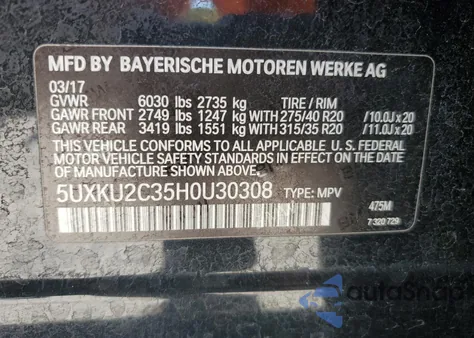 MFD BY BAYERISCHE MOTOREN WERKE AG
03/17
GVWR 6030 lbs 2735 kg TIRE / RIM
GAWR FRONT 2749 lbs 1247 kg WITH 275/40 R20 /10.0J x 20
GAWR REAR 3419 lbs 1551 kg WITH 315/35 R20 /11.0J x 20
THIS VEHICLE CONFORMS TO ALL APPLICABLE U. S. FEDERAL
MOTOR VEHICLE SAFETY STANDARDS IN EFFECT
ON THE DATE OF MANUFACTURE SHOWN ABOVE.
5UXKU2C35H0U30308 TYPE: MPV
475M
7 320 729
autoSnap